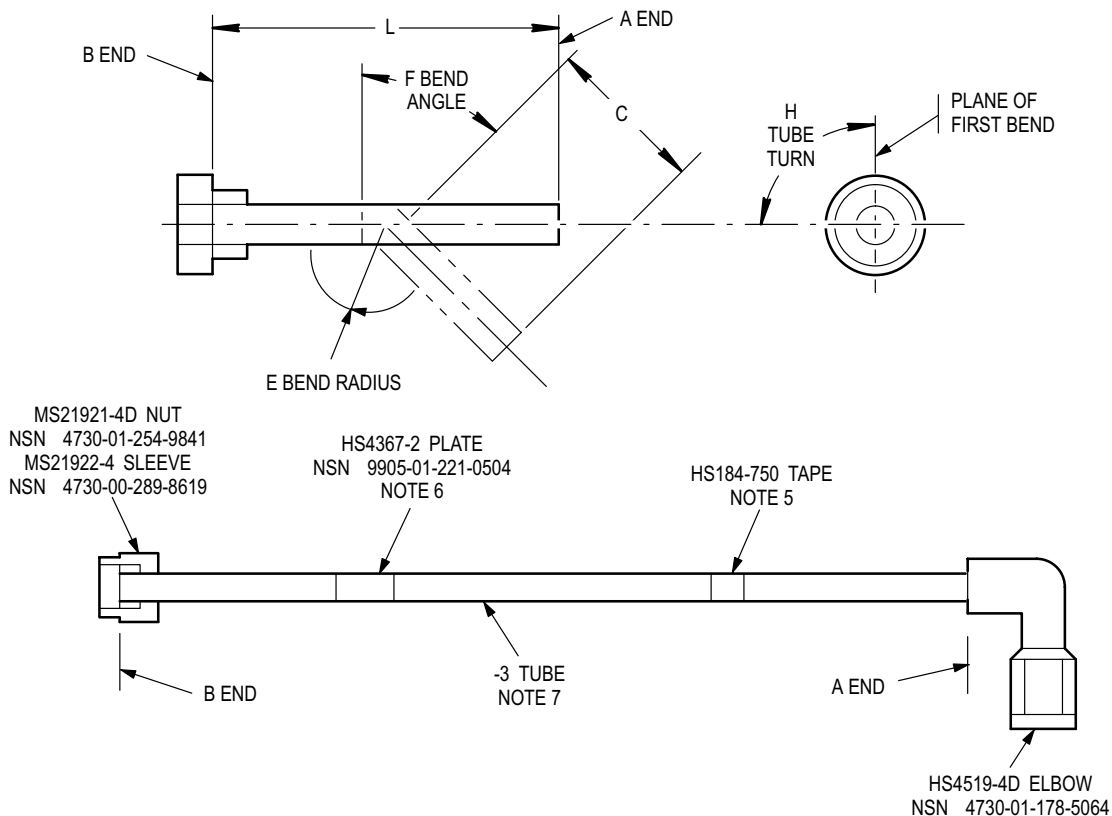 L
A END
B END
F BEND
ANGLE
C
H
TUBE
TURN
PLANE OF
FIRST BEND
E BEND RADIUS
MS21921-4D NUT
NSN 4730-01-254-9841
MS21922-4 SLEEVE
NSN 4730-00-289-8619
HS4367-2 PLATE
NSN 9905-01-221-0504
NOTE 6
HS184-750 TAPE
NOTE 5
B END
-3 TUBE
NOTE 7
A END
HS4519-4D ELBOW
NSN 4730-01-178-5064